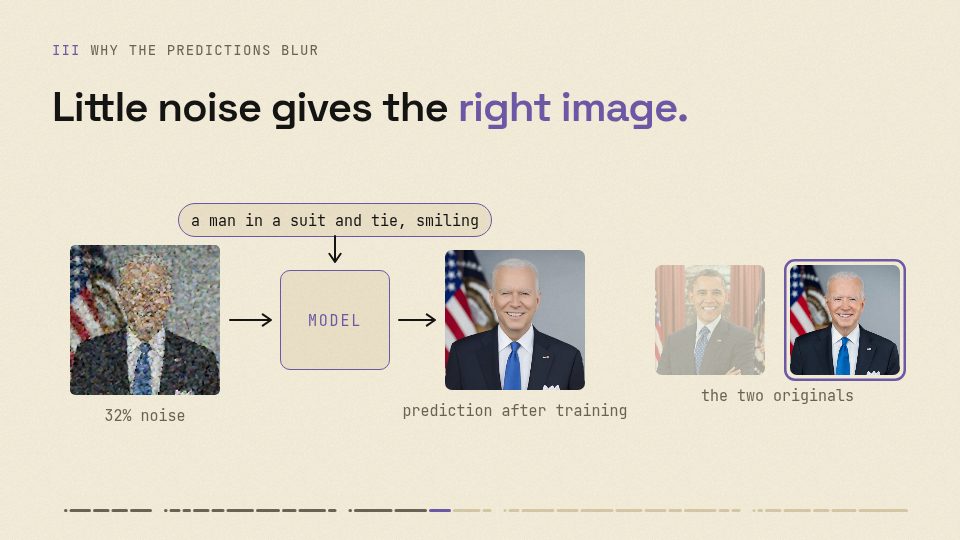 III WHY THE PREDICTIONS BLUR
Little noise gives the right image.
a man in a suit and tie, smiling
MODEL
32% noise
prediction after training
the two originals